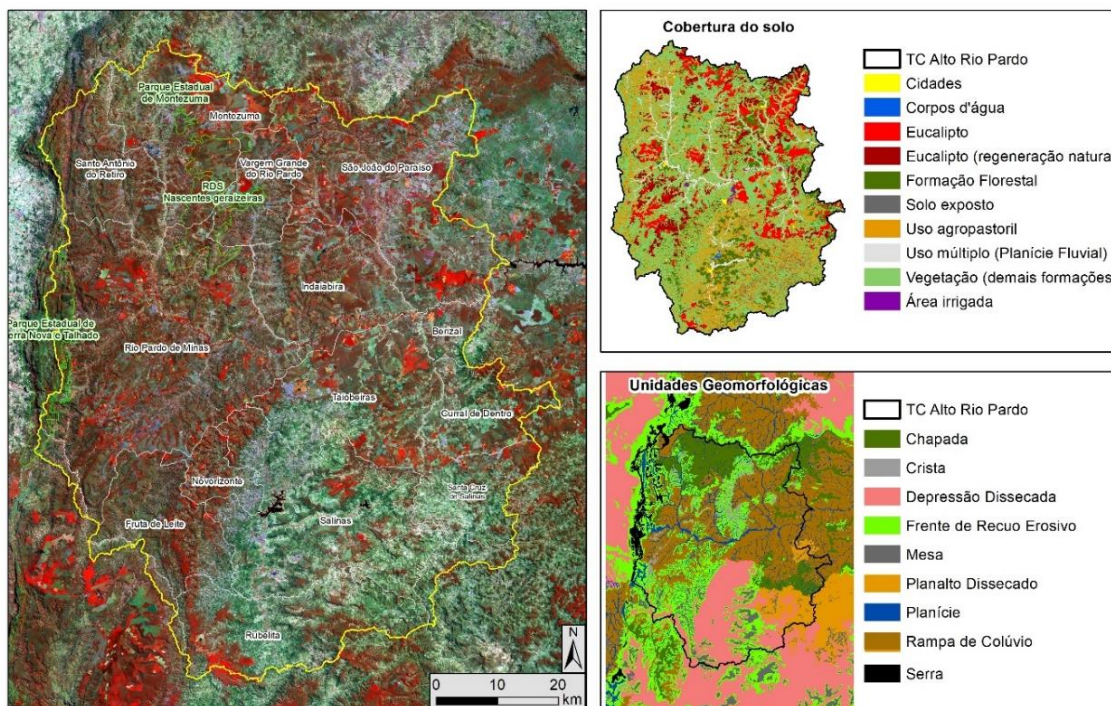 Parque Estadual
de Montezuma
Montezuma
Santo Antônio
do Retiro
Vargem Grande
do Rio Pardo
São João do Paraíso
RDS
Nascentes geraizeiras
Indaiabira
Parque Estadual de
erra Nova e Talhado
Rio Pardo de Minas
Berizal
Taiobeiras
Curral de Dentro
Novorizonte
Santa Cruz
de Salinas
Salinas
Fruta de Leite
Rubelita
N
0 10 20
km
Cobertura do solo
TC Alto Rio Pardo
Cidades
Corpos d'água
Eucalipto
Eucalipto (regeneração natura
Formação Florestal
Solo exposto
Uso agropastoril
Uso múltiplo (Planície Fluvial)
Vegetação (demais formações
Área irrigada
Unidades Geomorfológicas
TC Alto Rio Pardo
Chapada
Crista
Depressão Dissecada
Frente de Recuo Erosivo
Mesa
Planalto Dissecado
Planície
Rampa de Colúvio
Serra